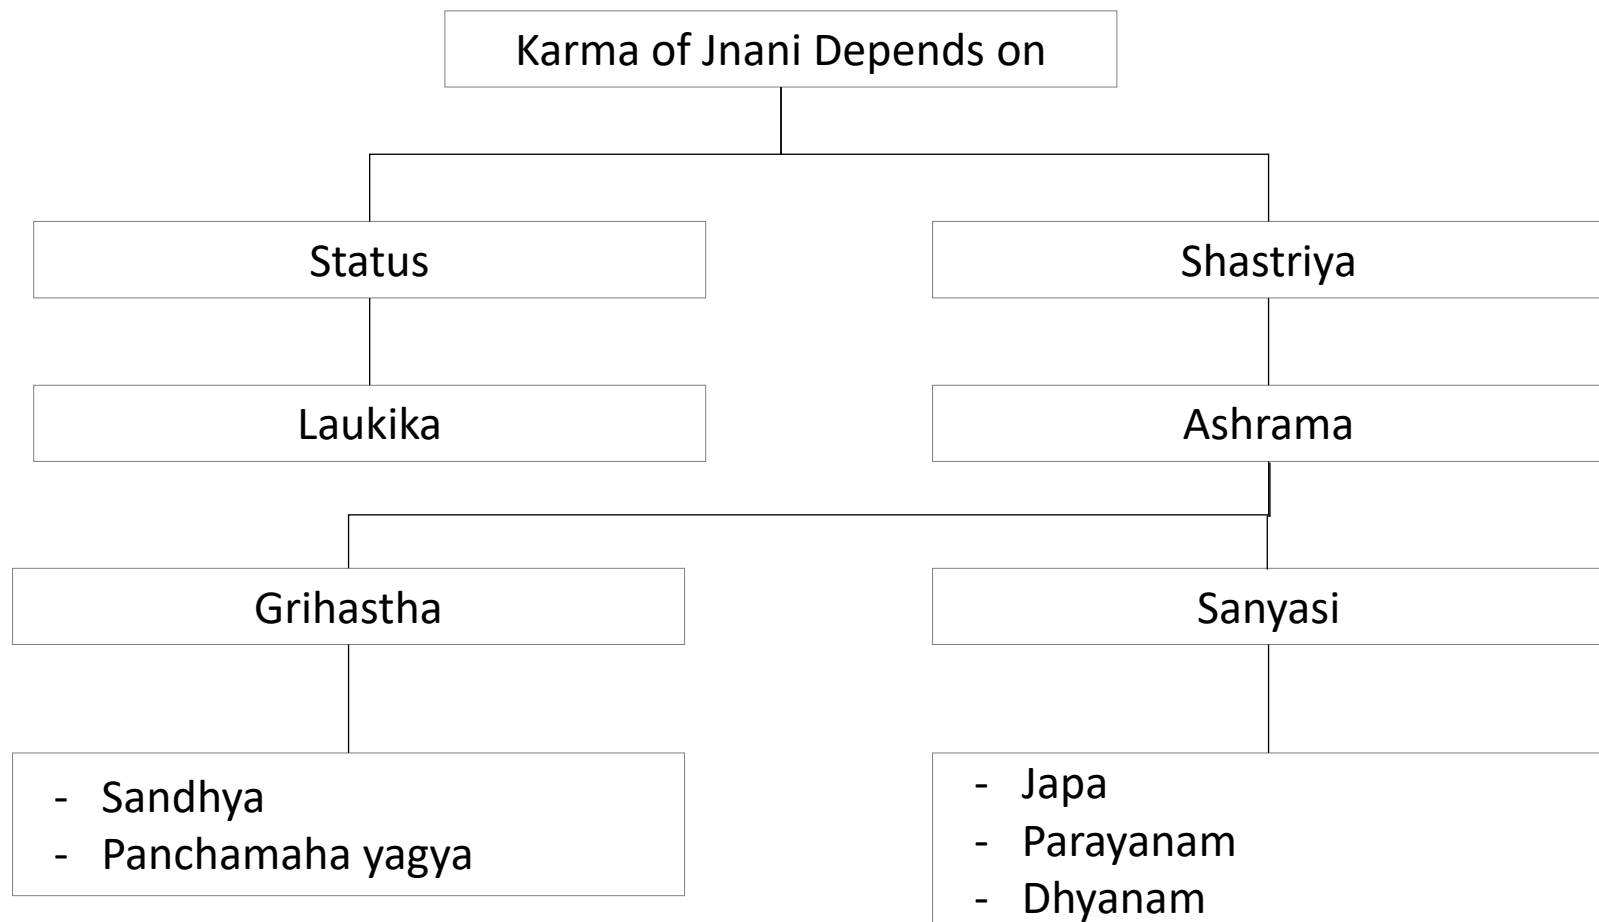 Karma of Jnani Depends on
Status
Shastriya
Laukika
Ashrama
Grihastha
Sanyasi
- Sandhya
- Panchamaha yagya
- Japa
- Parayanam
- Dhyanam